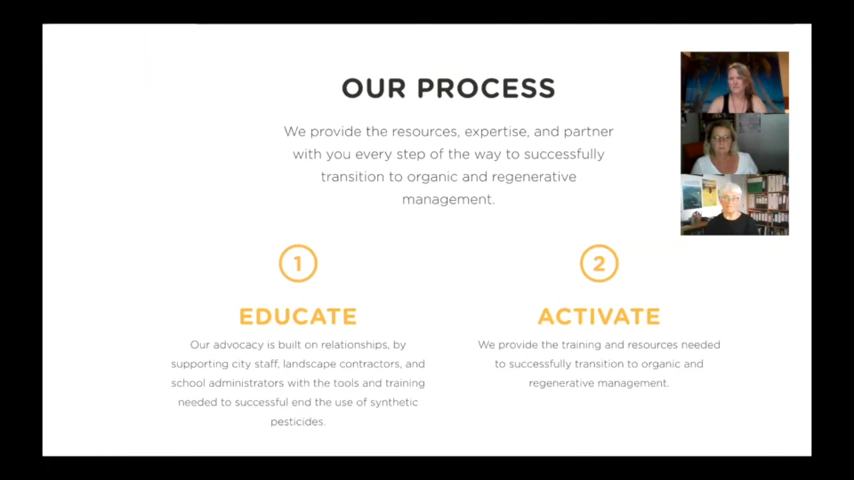 OUR PROCESS
We provide the resources, expertise, and partner
with you every step of the way to successfully
transition to organic and regenerative
management.
1
EDUCATE
Our advocacy is built on relationships, by
supporting city staff, landscape contractors, and
school administrators with the tools and training
needed to successful end the use of synthetic
pesticides.
2
ACTIVATE
We provide the training and resources needed
to successfully transition to organic and
regenerative management.